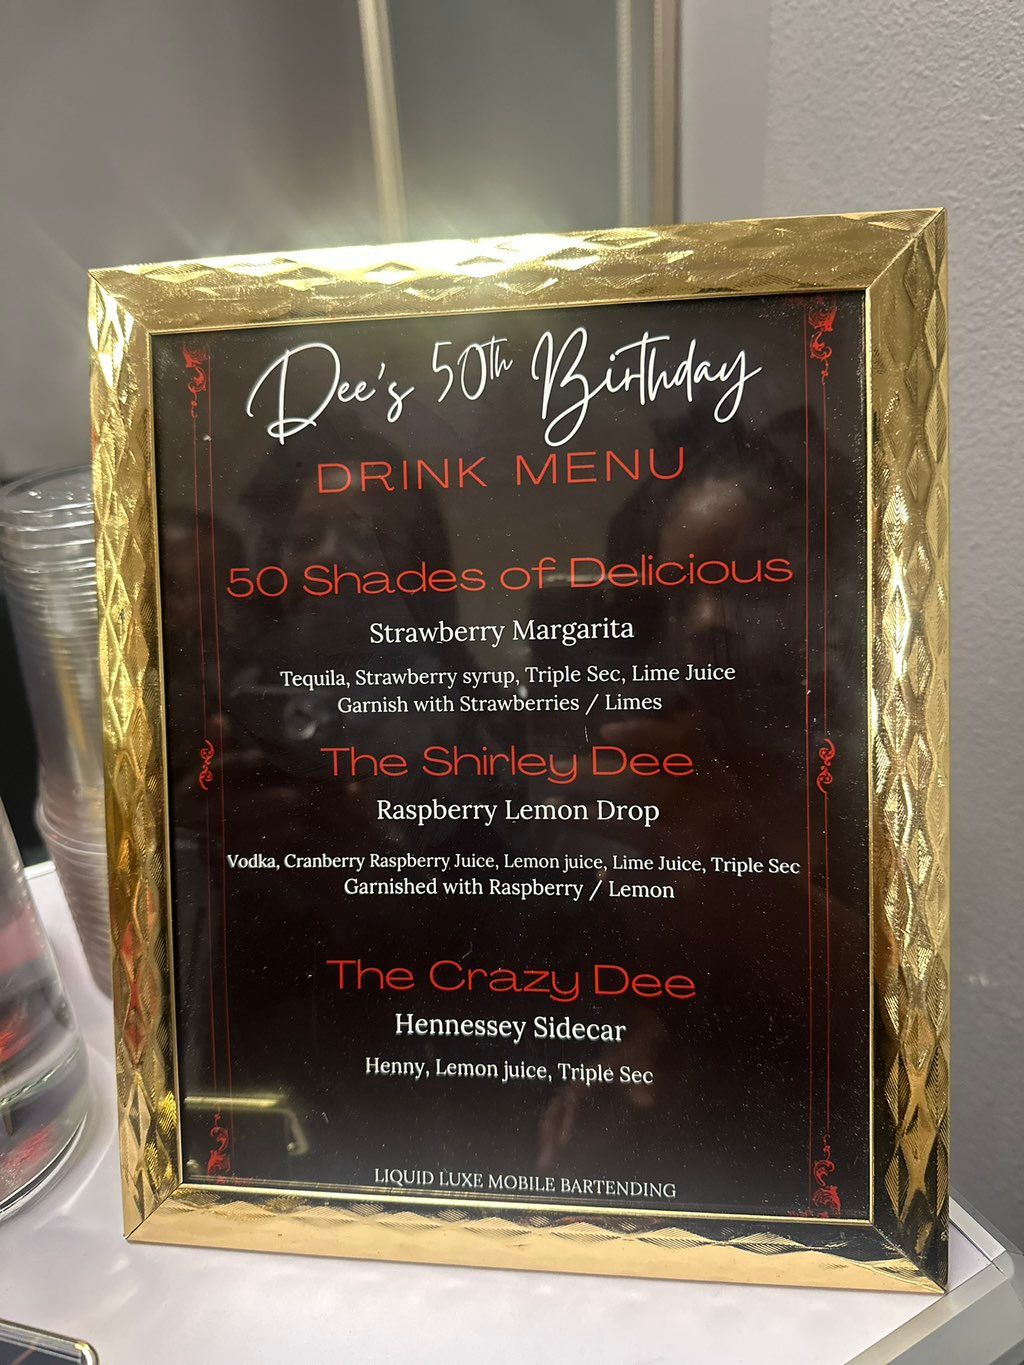 Dee's 50th Birthday
DRINK MENU
50 Shades of Delicious
Strawberry Margarita
Tequila, Strawberry syrup, Triple Sec, Lime Juice
Garnish with Strawberries / Limes
The Shirley Dee
Raspberry Lemon Drop
Vodka, Cranberry Raspberry Juice, Lemon juice, Lime Juice, Triple Sec
Garnished with Raspberry / Lemon
The Crazy Dee
Hennessey Sidecar
Henny, Lemon juice, Triple Sec
LIQUID LUXE MOBILE BARTENDING